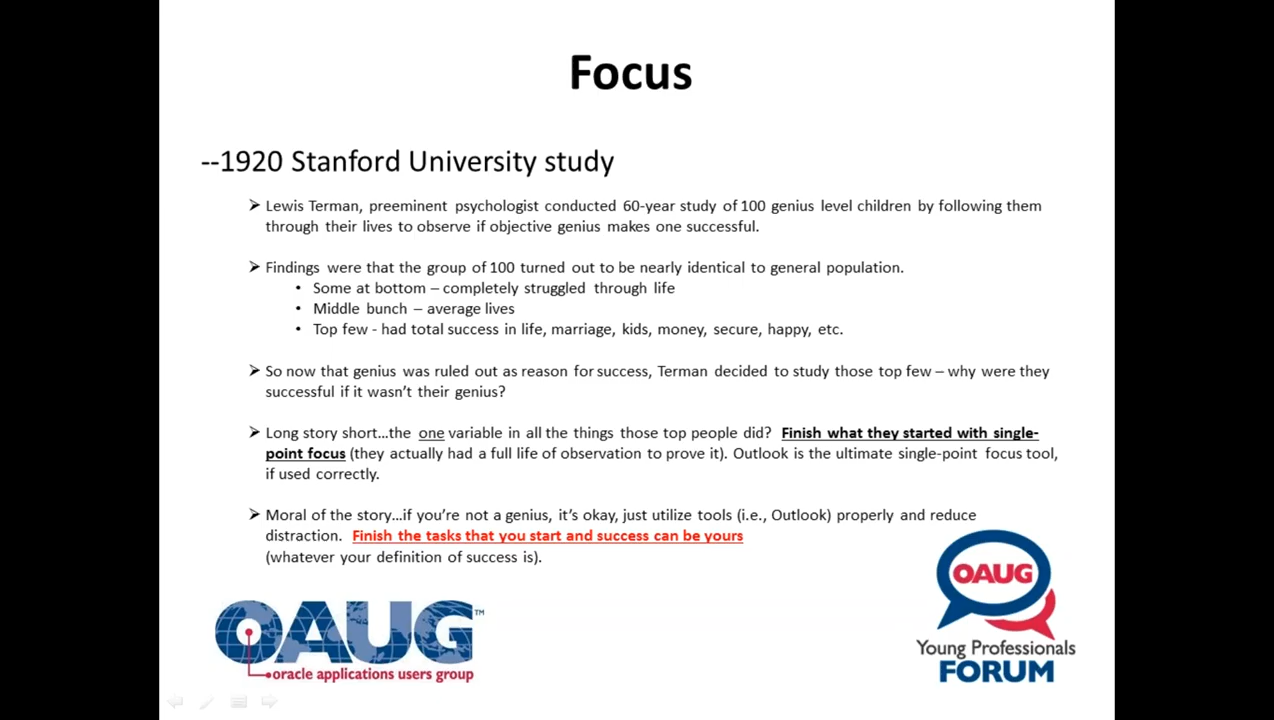 Focus
--1920 Stanford University study
➢ Lewis Terman, preeminent psychologist conducted 60-year study of 100 genius level children by following them
through their lives to observe if objective genius makes one successful.
➢ Findings were that the group of 100 turned out to be nearly identical to general population.
• Some at bottom – completely struggled through life
• Middle bunch – average lives
• Top few - had total success in life, marriage, kids, money, secure, happy, etc.
➢ So now that genius was ruled out as reason for success, Terman decided to study those top few – why were they
successful if it wasn't their genius?
➢ Long story short…the one variable in all the things those top people did? Finish what they started with single-
point focus (they actually had a full life of observation to prove it). Outlook is the ultimate single-point focus tool,
if used correctly.
➢ Moral of the story…if you're not a genius, it's okay, just utilize tools (i.e., Outlook) properly and reduce
distraction. Finish the tasks that you start and success can be yours
(whatever your definition of success is).
OAUG™
oracle applications users group
OAUG
Young Professionals
FORUM